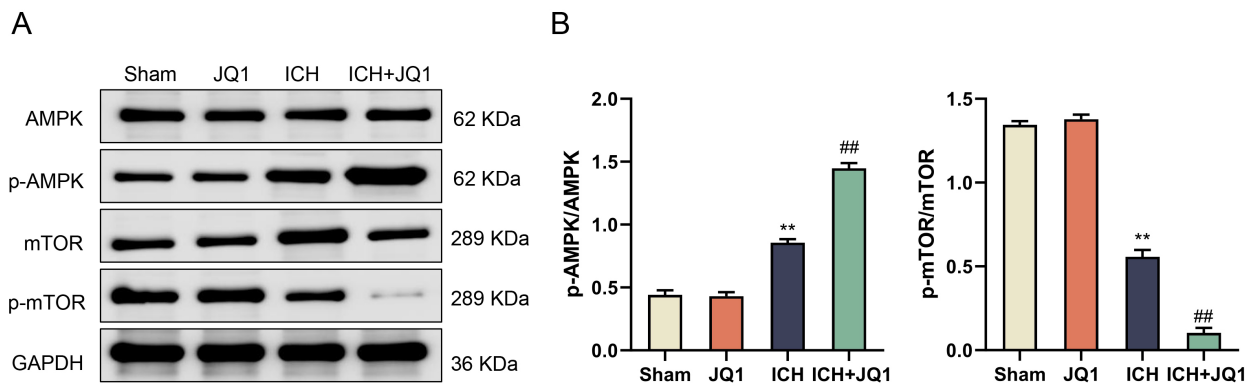 A
Sham JQ1 ICH ICH+JQ1
AMPK 62 KDa
p-AMPK 62 KDa
mTOR 289 KDa
p-mTOR 289 KDa
GAPDH 36 KDa
B
p-AMPK/AMPK
2.0
1.5
1.0
0.5
0.0
**
##
Sham JQ1 ICH ICH+JQ1
p-mTOR/mTOR
1.5
1.0
0.5
0.0
**
##
Sham JQ1 ICH ICH+JQ1